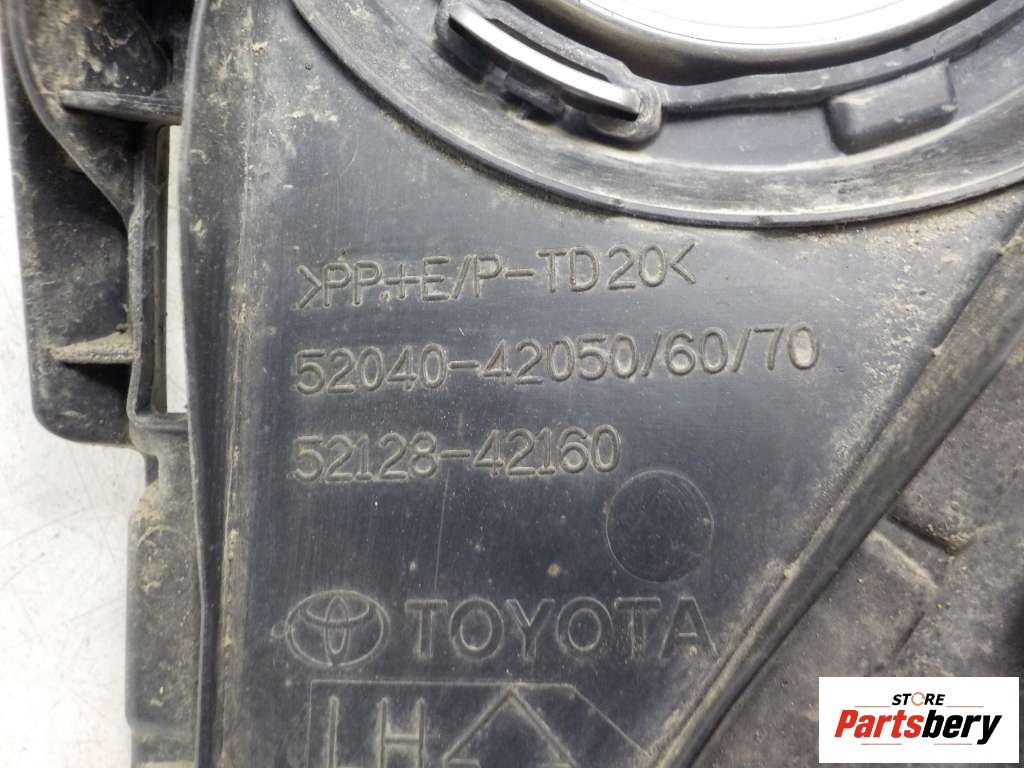 >PP+E/P-TD20<
52040-42050/60/70
52128-42160
TOYOTA
LH
STORE
Partsbery